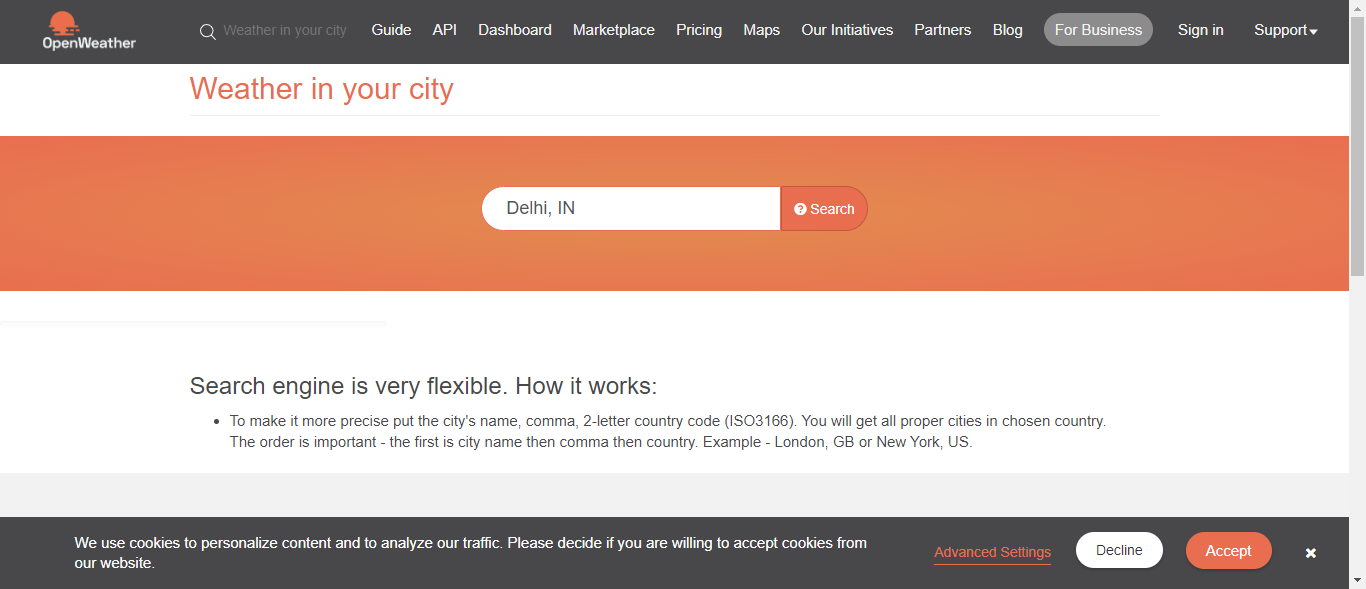 OpenWeather
Weather in your city Guide API Dashboard Marketplace Pricing Maps Our Initiatives Partners Blog For Business Sign in Support
Weather in your city
Delhi, IN Search
Search engine is very flexible. How it works:
• To make it more precise put the city's name, comma, 2-letter country code (ISO3166). You will get all proper cities in chosen country.
The order is important - the first is city name then comma then country. Example - London, GB or New York, US.
We use cookies to personalize content and to analyze our traffic. Please decide if you are willing to accept cookies from
our website.
Advanced Settings Decline Accept